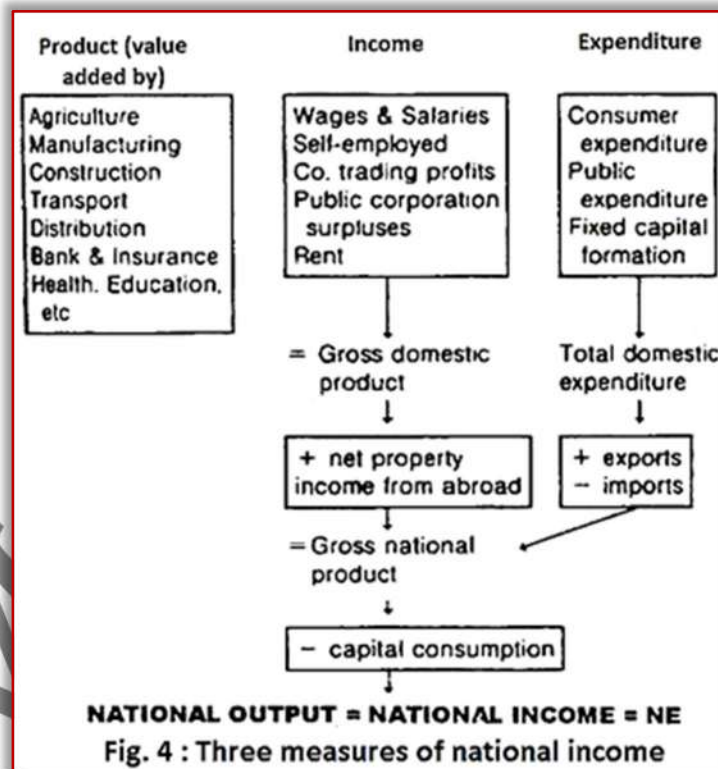 Product (value
added by)
Agriculture
Manufacturing
Construction
Transport
Distribution
Bank & Insurance
Health. Education,
etc
Income
Wages & Salaries
Self-employed
Co. trading profits
Public corporation
surpluses
Rent
= Gross domestic
product
+ net property
income from abroad
= Gross national
product
− capital consumption
Expenditure
Consumer
expenditure
Public
expenditure
Fixed capital
formation
Total domestic
expenditure
+ exports
− imports
NATIONAL OUTPUT = NATIONAL INCOME = NE
Fig. 4 : Three measures of national income